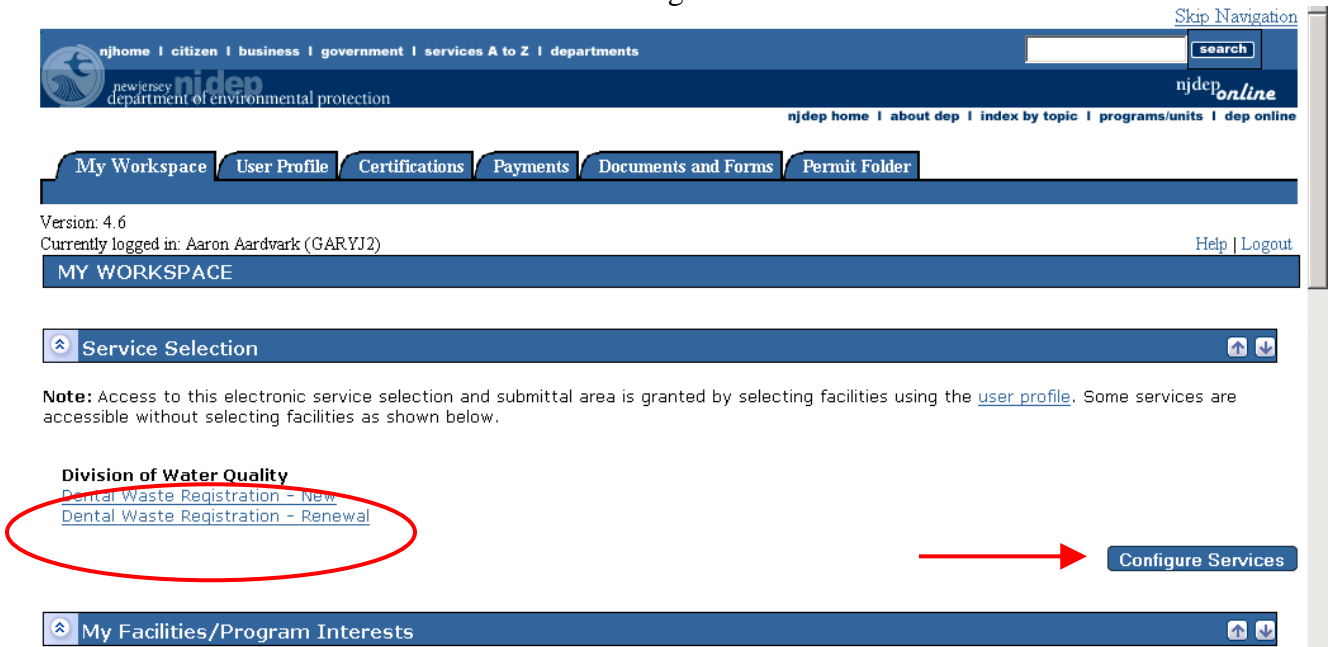 Skip Navigation
njhome I citizen I business I government I services A to Z I departments
search
newjersey njdep
department of environmental protection
njdeponline
njdep home I about dep I index by topic I programs/units I dep online
My Workspace User Profile Certifications Payments Documents and Forms Permit Folder
Version: 4.6
Currently logged in: Aaron Aardvark (GARYJ2)
Help | Logout
MY WORKSPACE
Service Selection
Note: Access to this electronic service selection and submittal area is granted by selecting facilities using the user profile. Some services are
accessible without selecting facilities as shown below.
Division of Water Quality
Dental Waste Registration - New
Dental Waste Registration - Renewal
Configure Services
My Facilities/Program Interests